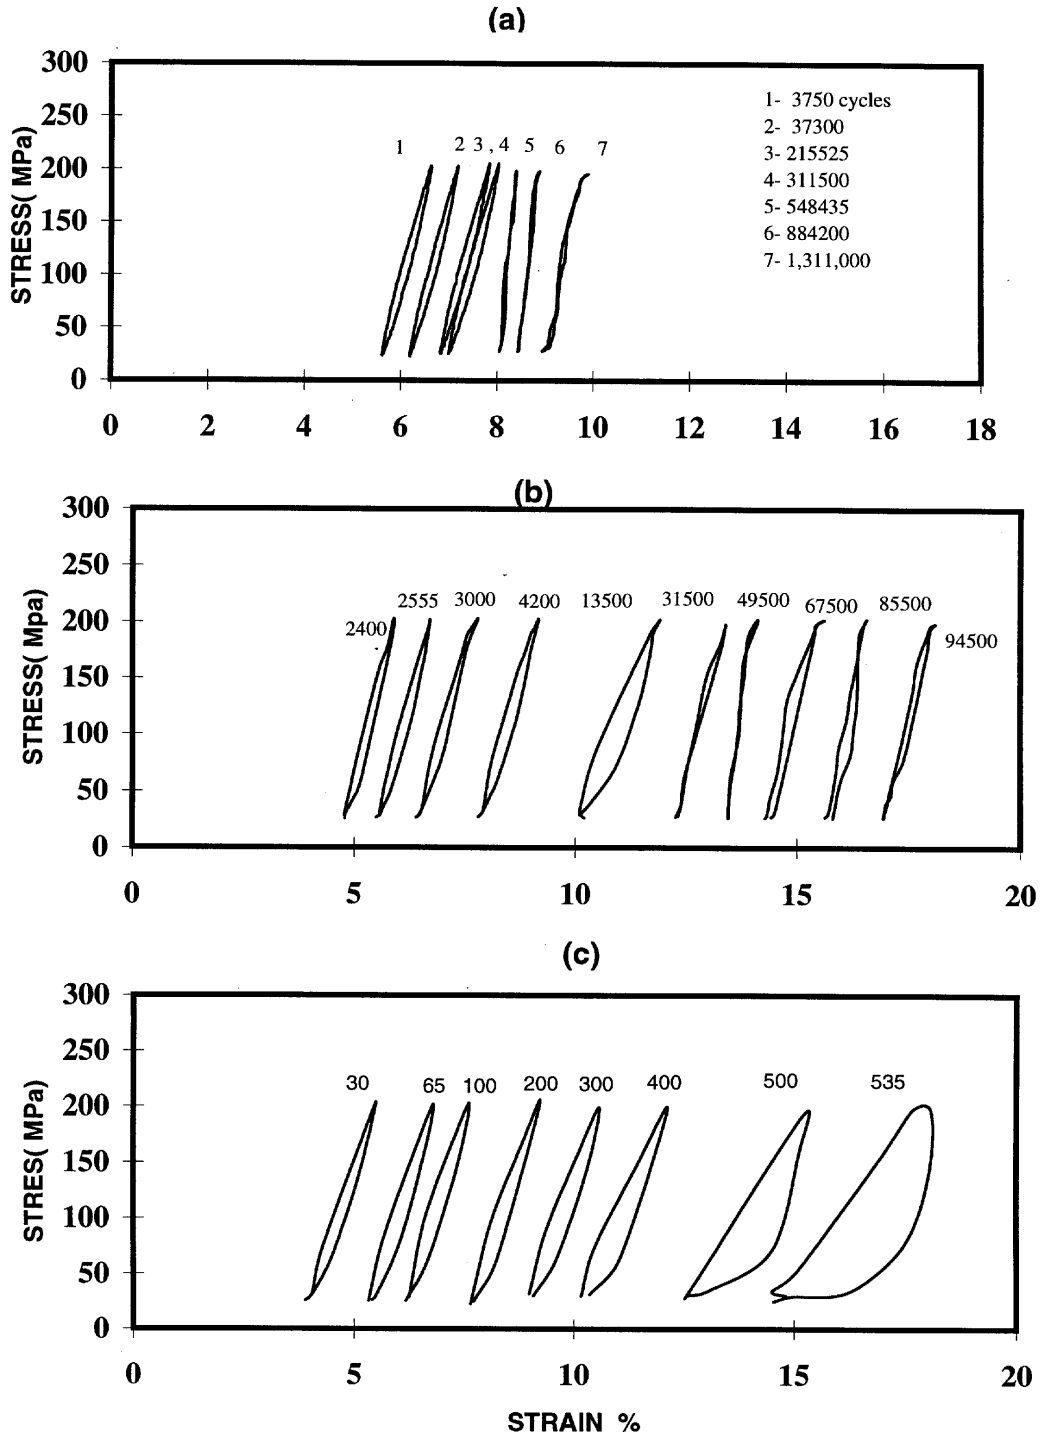 (a)
300
250
200
150
100
50
0
STRESS( MPa)
1 2 3 , 4 5 6 7
1- 3750 cycles
2- 37300
3- 215525
4- 311500
5- 548435
6- 884200
7- 1,311,000
0 2 4 6 8 10 12 14 16 18
(b)
300
250
200
150
100
50
0
STRESS( Mpa)
2400 2555 3000 4200 13500 31500 49500 67500 85500 94500
0 5 10 15 20
(c)
300
250
200
150
100
50
0
STRES( MPa)
30 65 100 200 300 400 500 535
0 5 10 15 20
STRAIN %